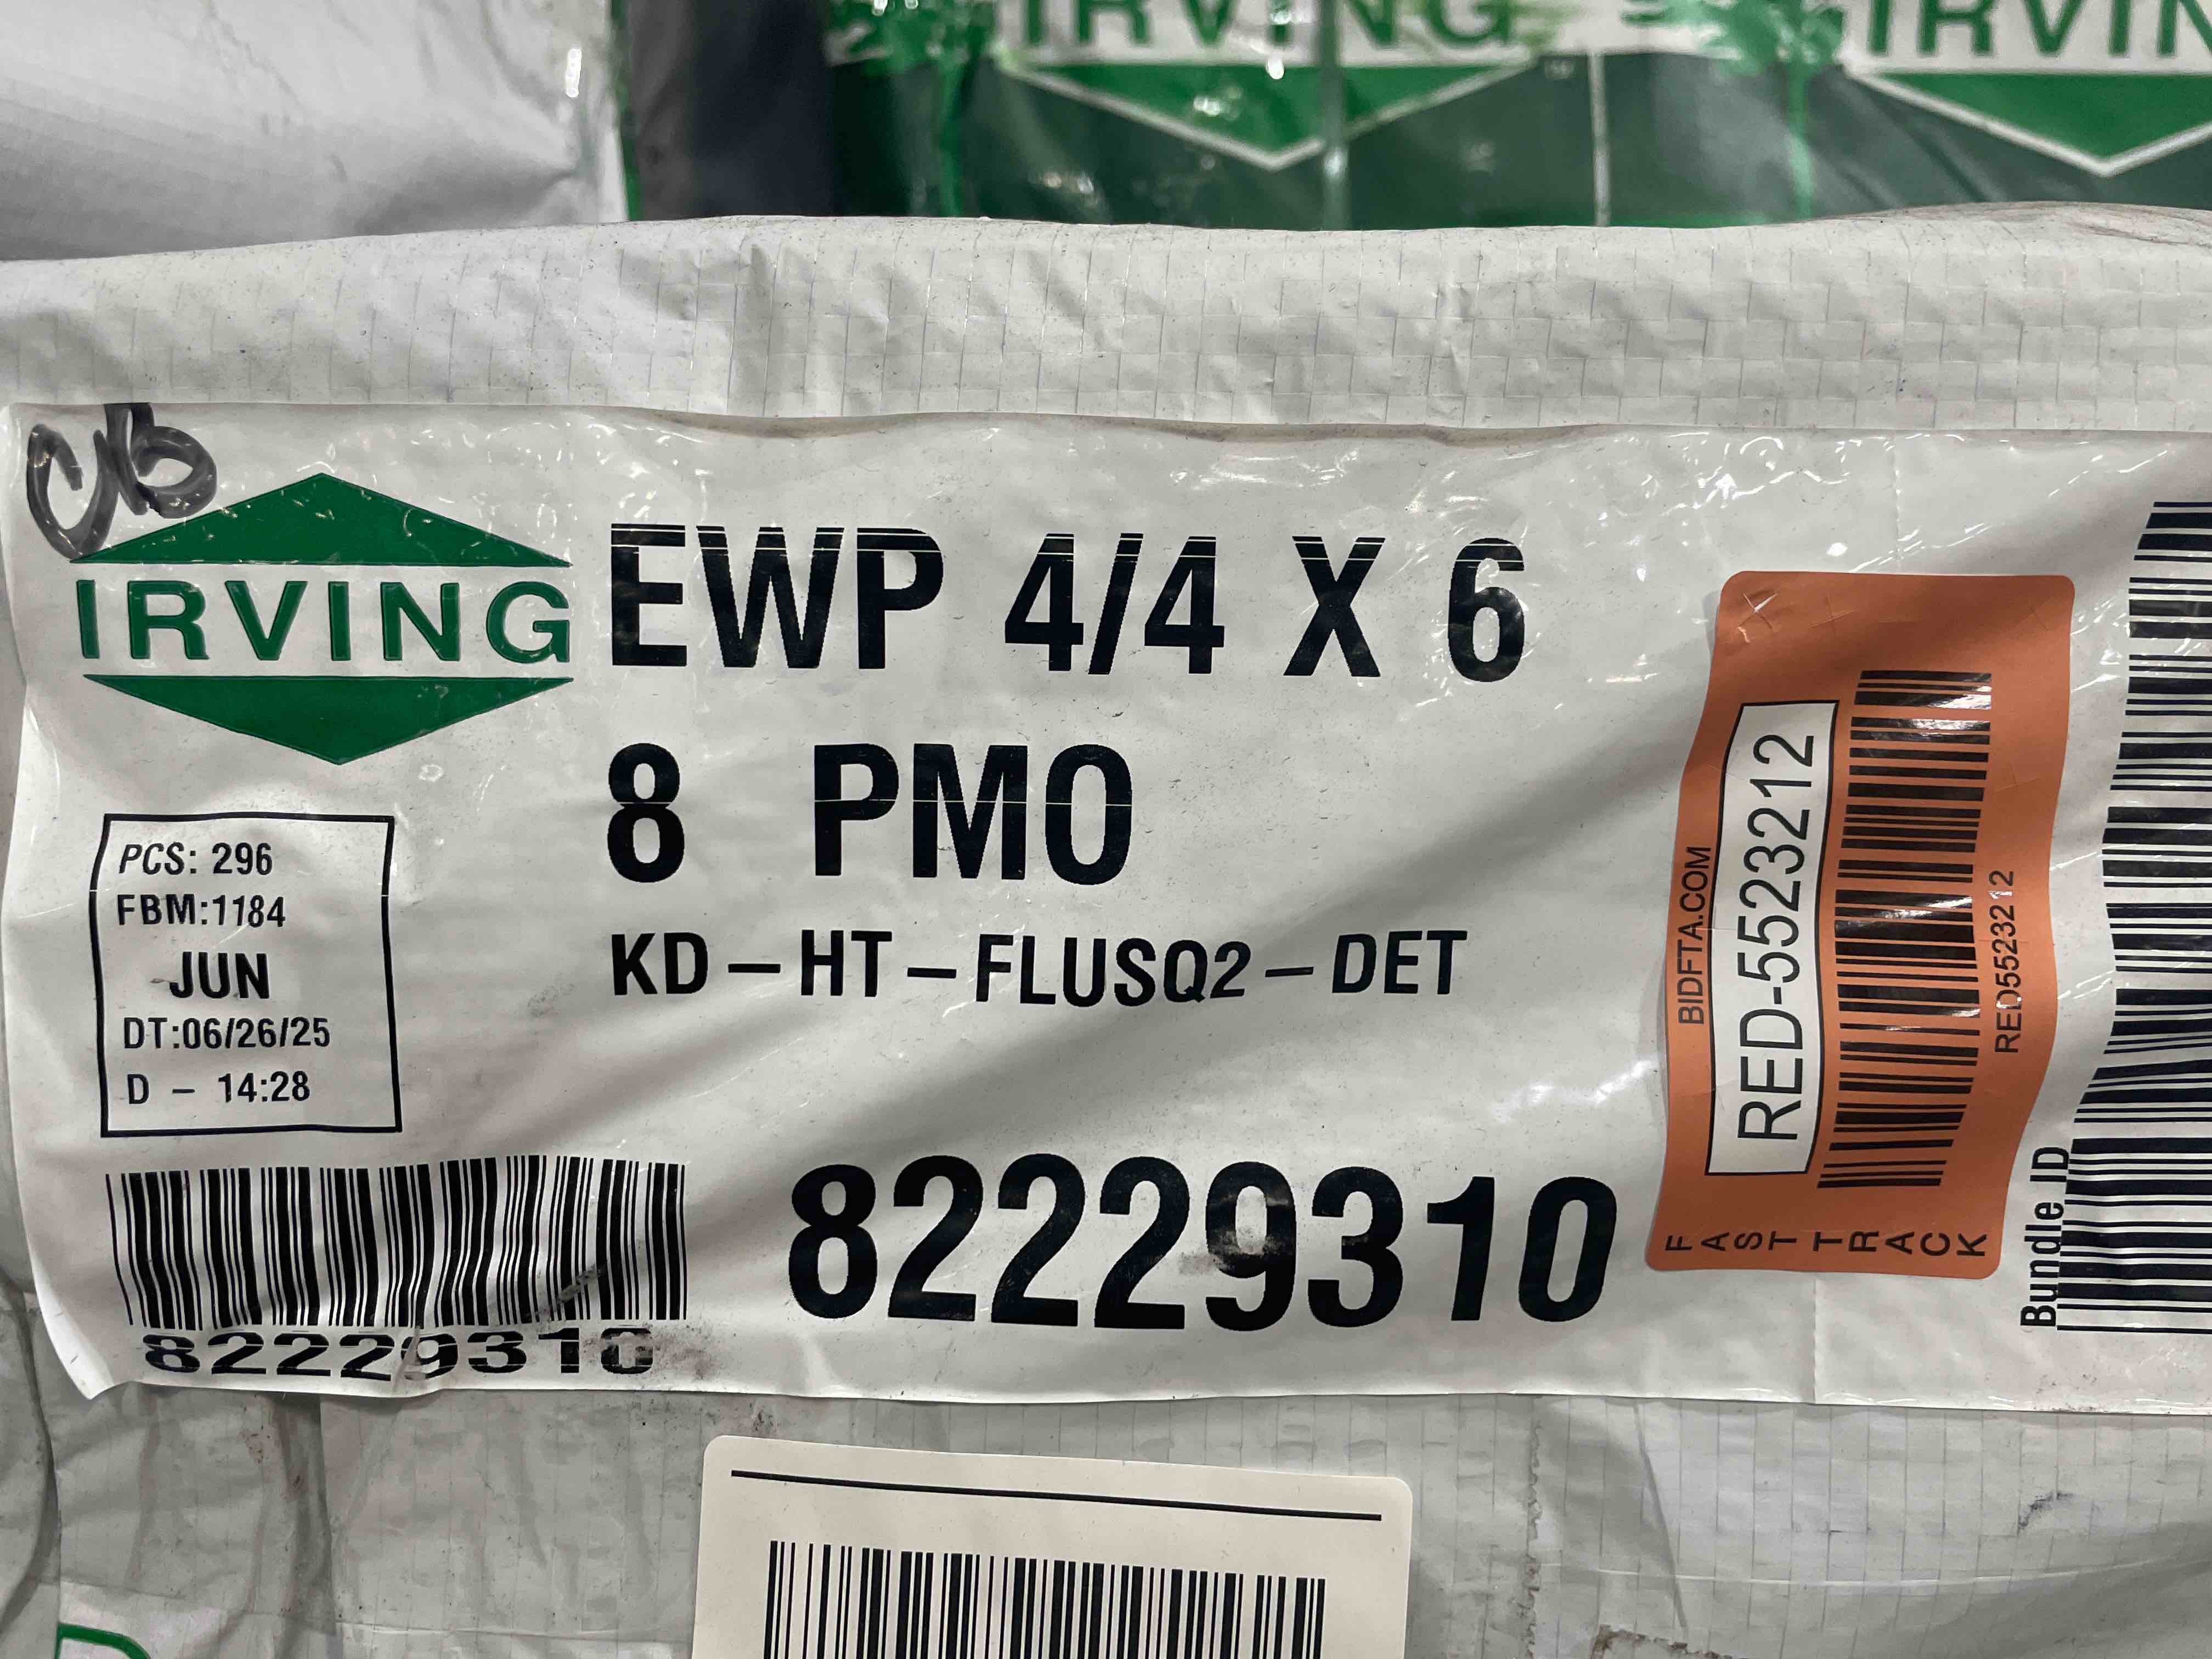 IRVING
IRVIN
CB
IRVING
EWP 4/4 X 6
8 PMO
KD – HT – FLUSQ2 – DET
PCS: 296
FBM:1184
JUN
DT:06/26/25
D – 14:28
82229310
82229310
BIDFTA.COM
RED-5523212
RED5523212
FAST TRACK
Bundle ID